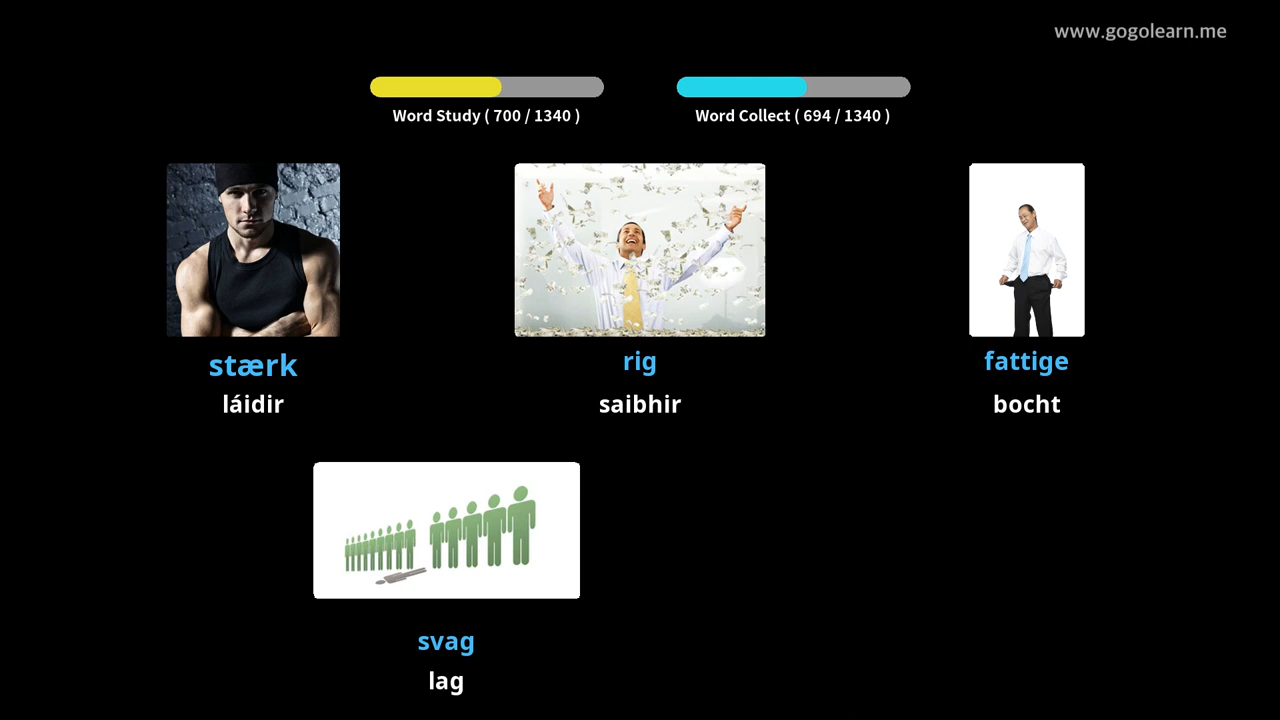 www.gogolearn.me
Word Study ( 700 / 1340 )
Word Collect ( 694 / 1340 )
stærk
láidir
rig
saibhir
fattige
bocht
svag
lag